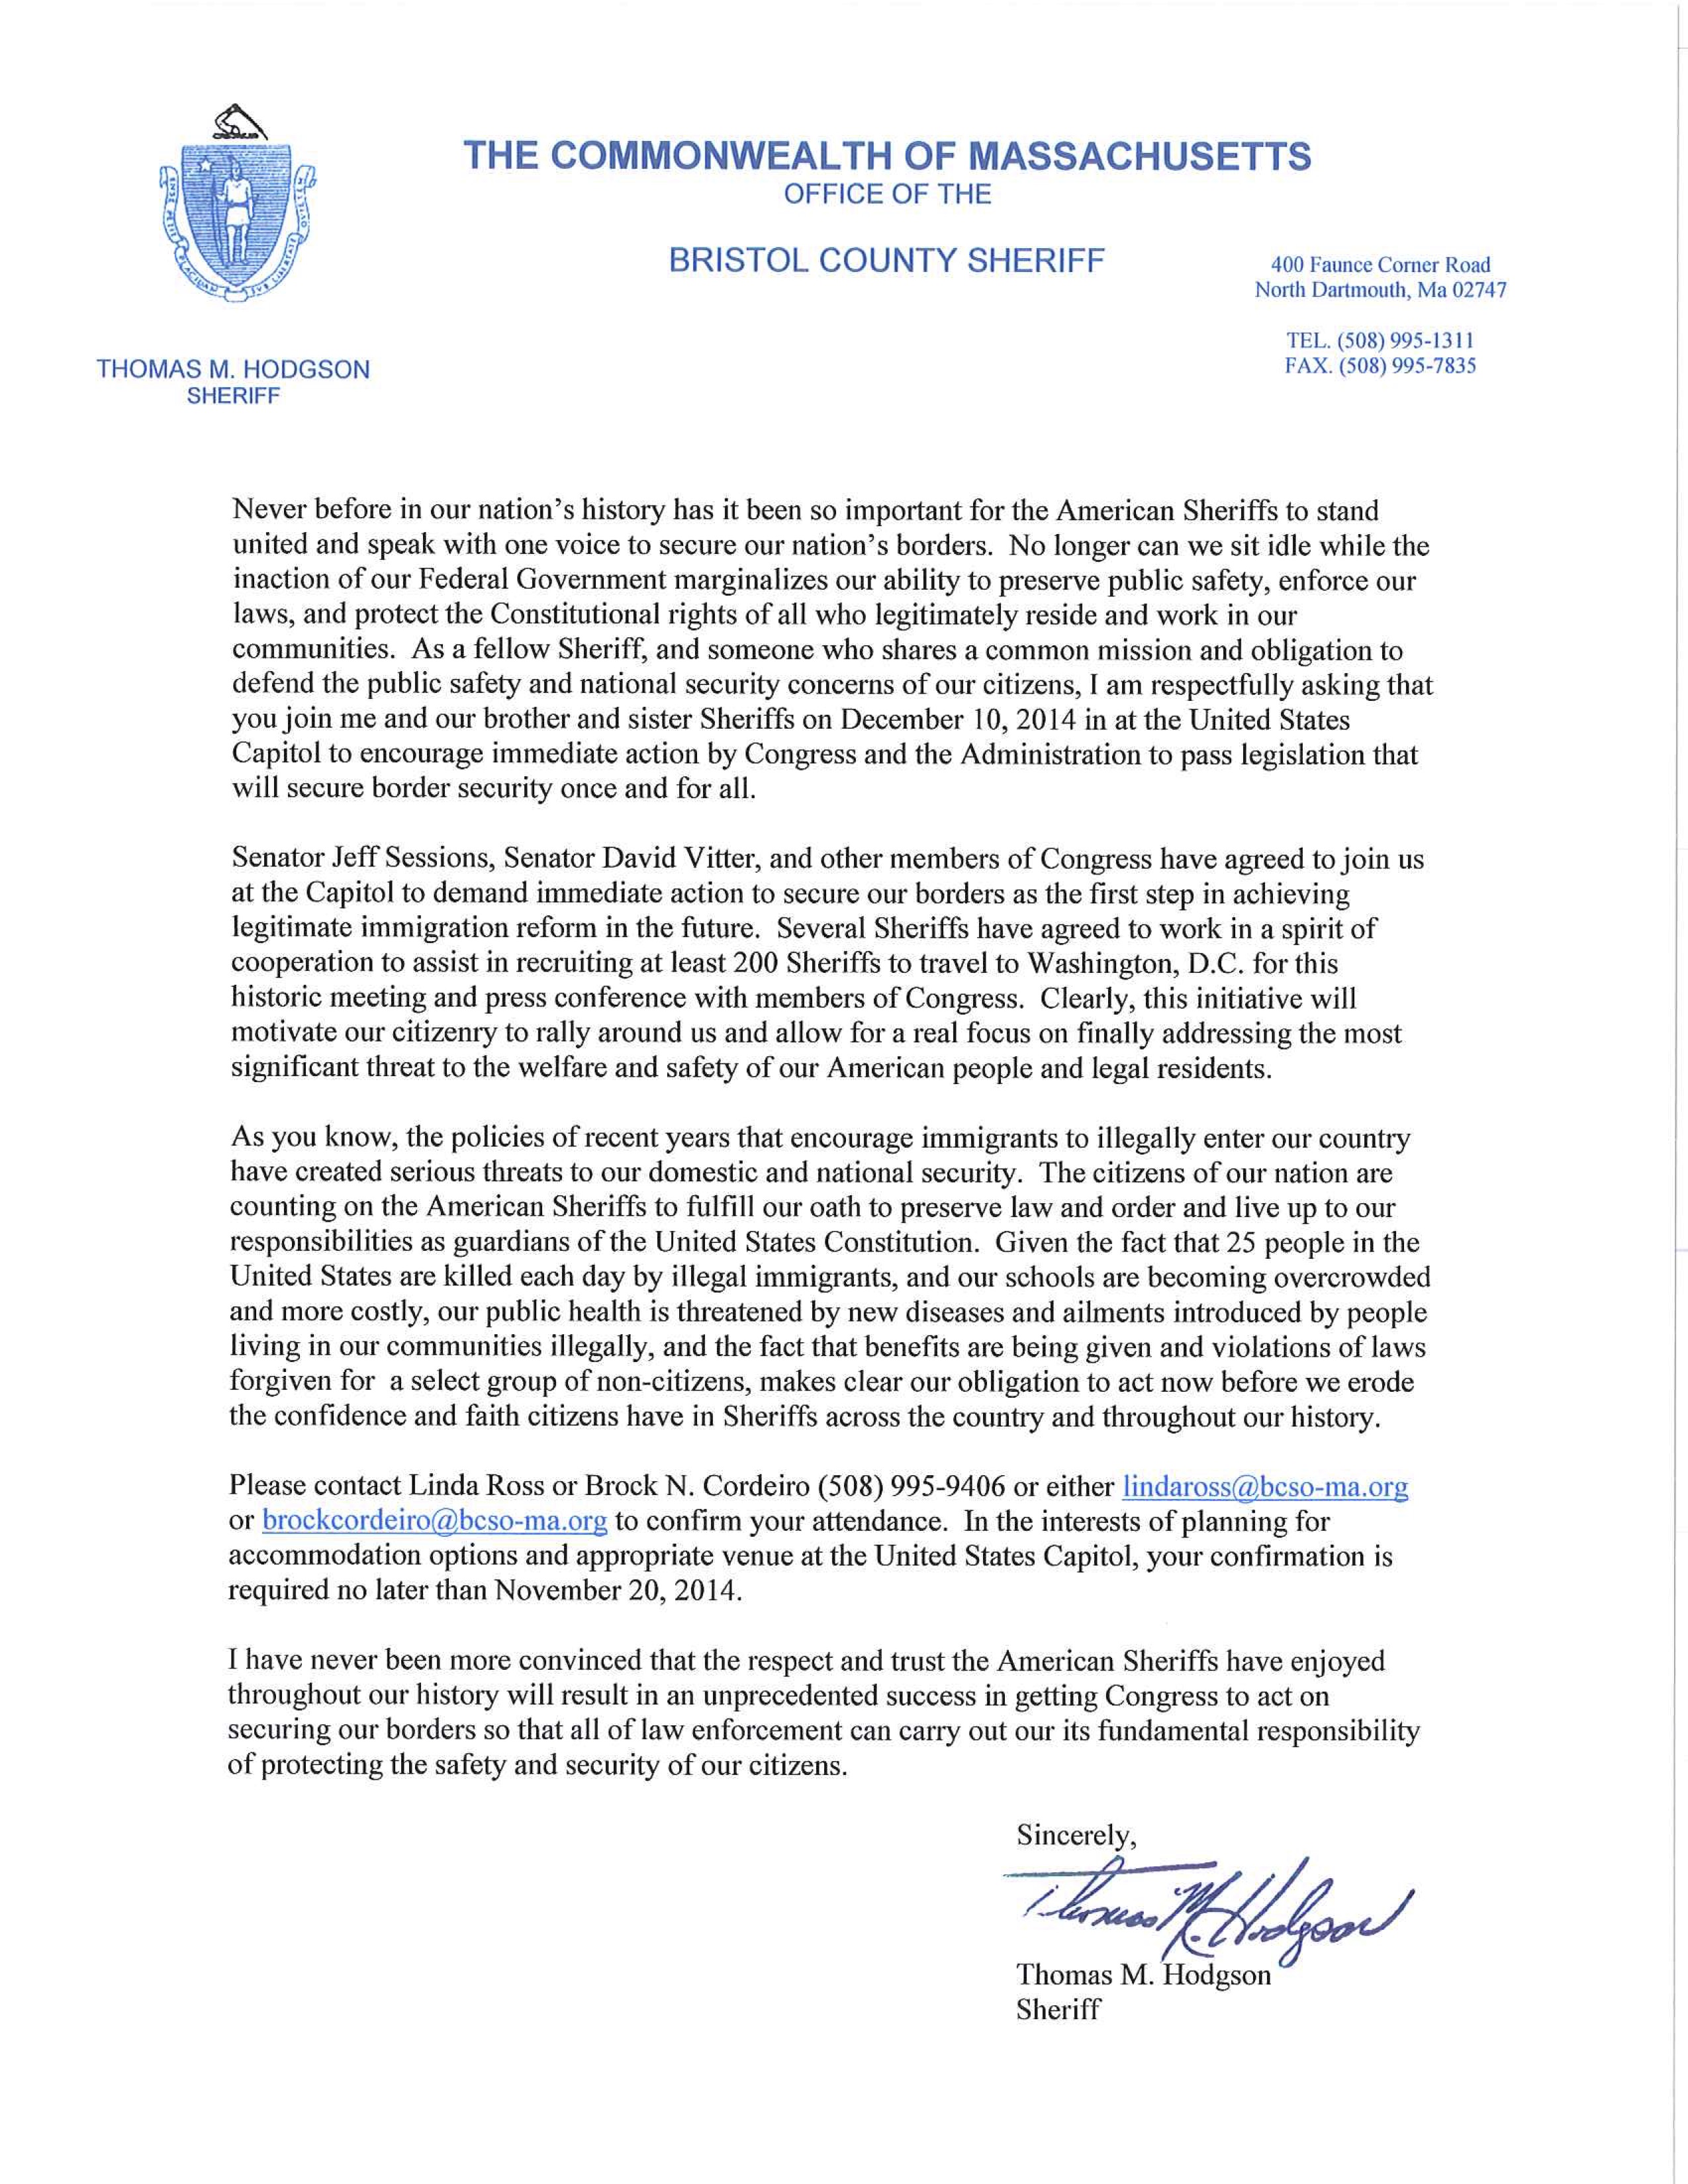 THE COMMONWEALTH OF MASSACHUSETTS
OFFICE OF THE
BRISTOL COUNTY SHERIFF
400 Faunce Corner Road
North Dartmouth, Ma 02747
TEL. (508) 995-1311
FAX. (508) 995-7835
THOMAS M. HODGSON
SHERIFF
Never before in our nation’s history has it been so important for the American Sheriffs to stand
united and speak with one voice to secure our nation’s borders.  No longer can we sit idle while the
inaction of our Federal Government marginalizes our ability to preserve public safety, enforce our
laws, and protect the Constitutional rights of all who legitimately reside and work in our
communities.  As a fellow Sheriff, and someone who shares a common mission and obligation to
defend the public safety and national security concerns of our citizens, I am respectfully asking that
you join me and our brother and sister Sheriffs on December 10, 2014 in at the United States
Capitol to encourage immediate action by Congress and the Administration to pass legislation that
will secure border security once and for all.
Senator Jeff Sessions, Senator David Vitter, and other members of Congress have agreed to join us
at the Capitol to demand immediate action to secure our borders as the first step in achieving
legitimate immigration reform in the future.  Several Sheriffs have agreed to work in a spirit of
cooperation to assist in recruiting at least 200 Sheriffs to travel to Washington, D.C. for this
historic meeting and press conference with members of Congress.  Clearly, this initiative will
motivate our citizenry to rally around us and allow for a real focus on finally addressing the most
significant threat to the welfare and safety of our American people and legal residents.
As you know, the policies of recent years that encourage immigrants to illegally enter our country
have created serious threats to our domestic and national security.  The citizens of our nation are
counting on the American Sheriffs to fulfill our oath to preserve law and order and live up to our
responsibilities as guardians of the United States Constitution.  Given the fact that 25 people in the
United States are killed each day by illegal immigrants, and our schools are becoming overcrowded
and more costly, our public health is threatened by new diseases and ailments introduced by people
living in our communities illegally, and the fact that benefits are being given and violations of laws
forgiven for  a select group of non-citizens, makes clear our obligation to act now before we erode
the confidence and faith citizens have in Sheriffs across the country and throughout our history.
Please contact Linda Ross or Brock N. Cordeiro (508) 995-9406 or either lindaross@bcso-ma.org
or brockcordeiro@bcso-ma.org to confirm your attendance.  In the interests of planning for
accommodation options and appropriate venue at the United States Capitol, your confirmation is
required no later than November 20, 2014.
I have never been more convinced that the respect and trust the American Sheriffs have enjoyed
throughout our history will result in an unprecedented success in getting Congress to act on
securing our borders so that all of law enforcement can carry out our its fundamental responsibility
of protecting the safety and security of our citizens.
Sincerely,
Thomas M. Hodgson
Thomas M. Hodgson
Sheriff